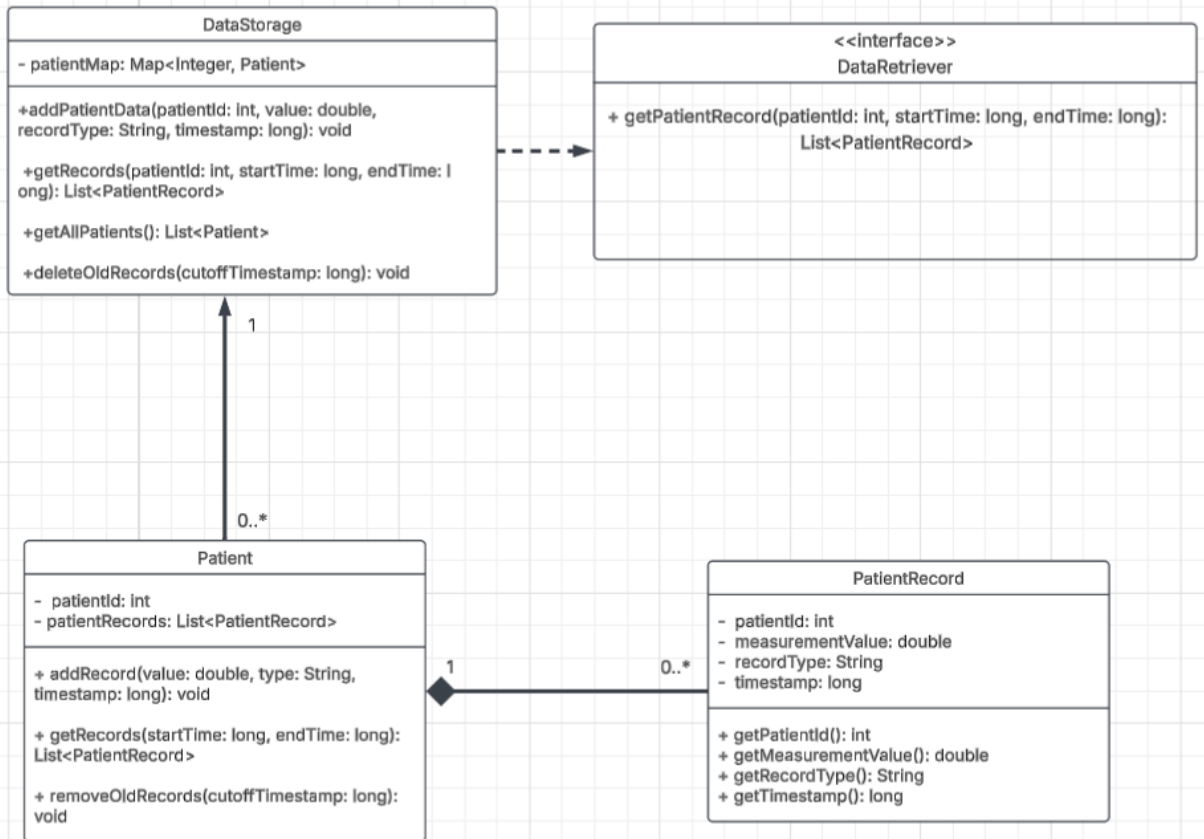 DataStorage
- patientMap: Map<Integer, Patient>
+addPatientData(patientId: int, value: double,
recordType: String, timestamp: long): void
+getRecords(patientId: int, startTime: long, endTime: l
ong): List<PatientRecord>
+getAllPatients(): List<Patient>
+deleteOldRecords(cutoffTimestamp: long): void
<<interface>>
DataRetriever
+ getPatientRecord(patientId: int, startTime: long, endTime: long):
List<PatientRecord>
1
0..*
Patient
- patientId: int
- patientRecords: List<PatientRecord>
+ addRecord(value: double, type: String,
timestamp: long): void
+ getRecords(startTime: long, endTime: long):
List<PatientRecord>
+ removeOldRecords(cutoffTimestamp: long):
void
1
0..*
PatientRecord
- patientId: int
- measurementValue: double
- recordType: String
- timestamp: long
+ getPatientId(): int
+ getMeasurementValue(): double
+ getRecordType(): String
+ getTimestamp(): long